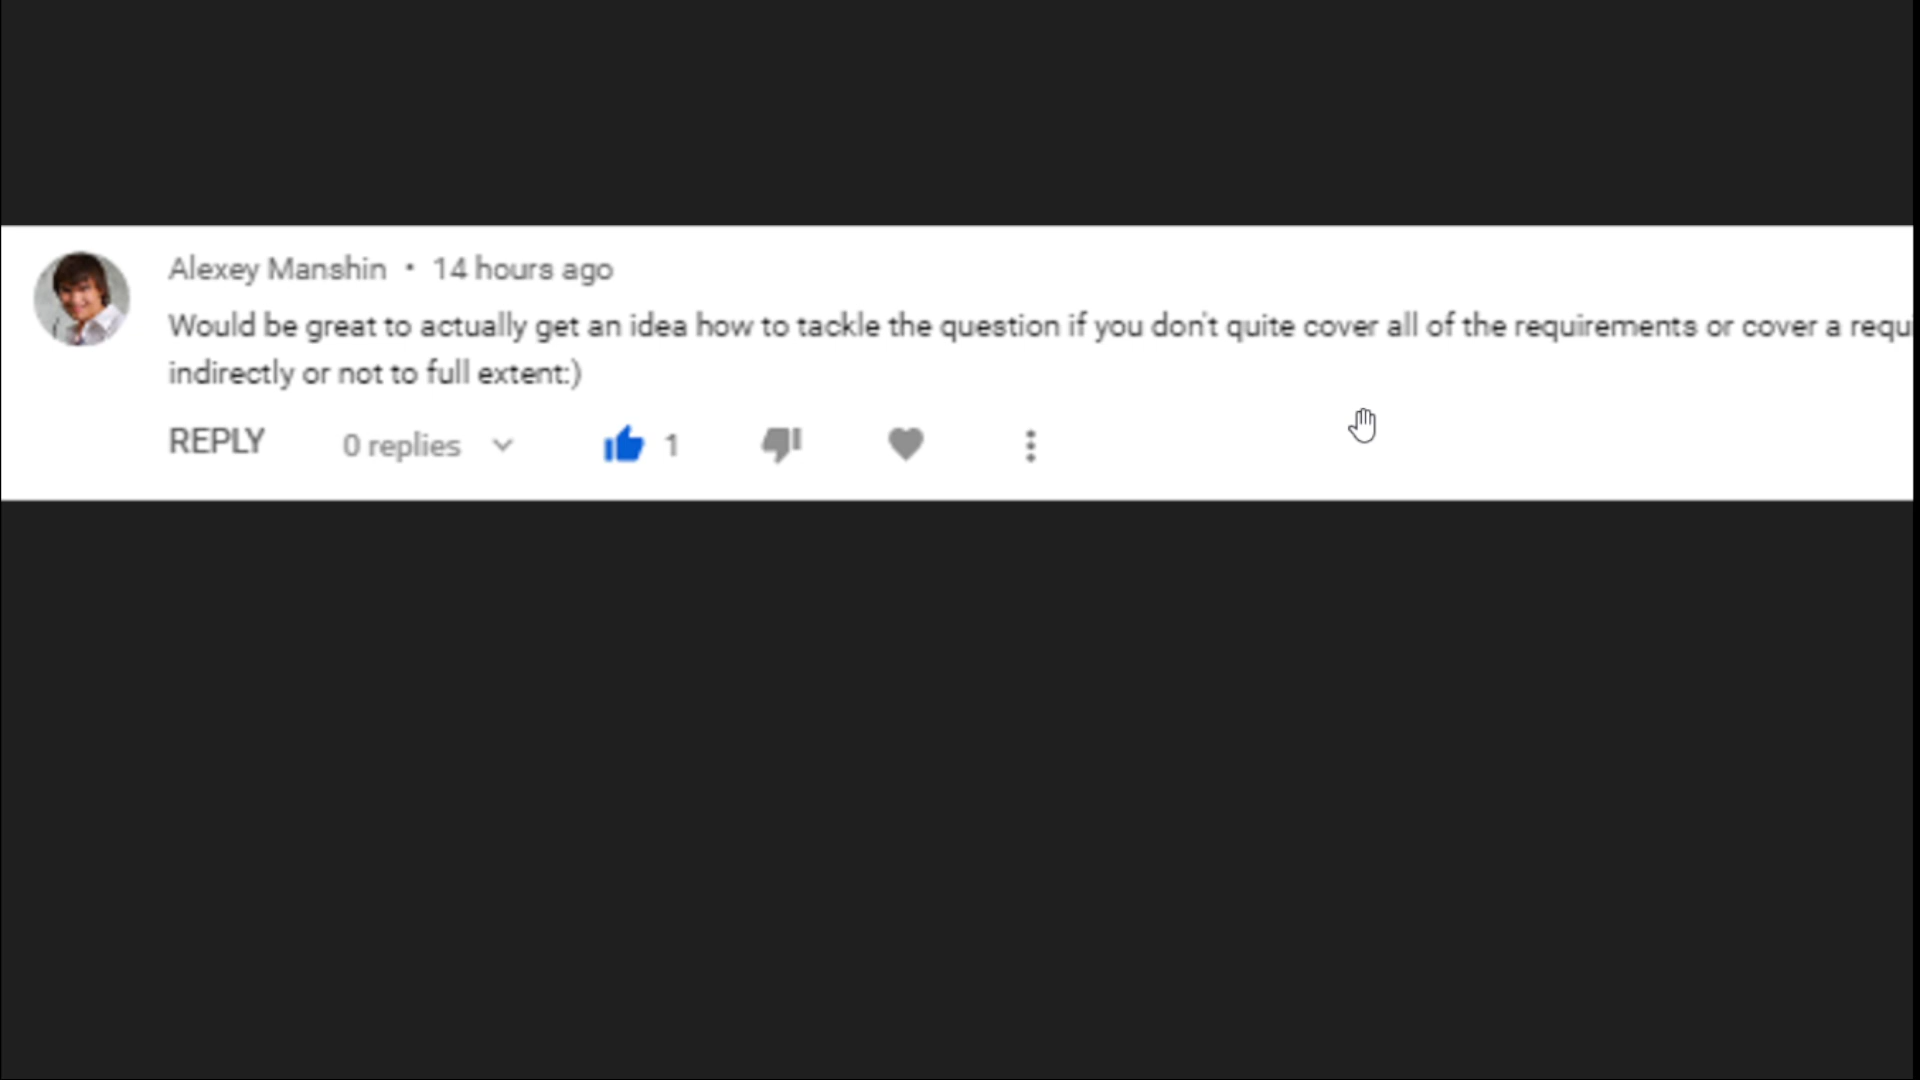 Alexey Manshin • 14 hours ago
Would be great to actually get an idea how to tackle the question if you don't quite cover all of the requirements or cover a requ
indirectly or not to full extent:)
REPLY 0 replies 1